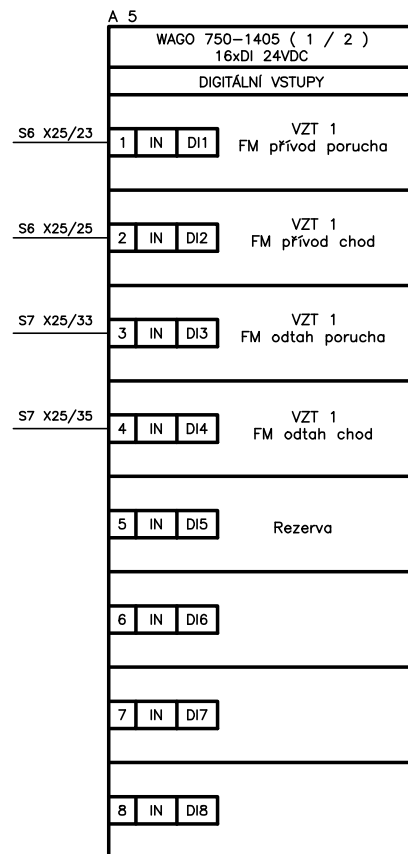 A 5
WAGO 750-1405 ( 1 / 2 )
16xDI 24VDC
DIGITÁLNÍ VSTUPY
S6 X25/23
1 IN DI1
VZT 1
FM přívod porucha
S6 X25/25
2 IN DI2
VZT 1
FM přívod chod
S7 X25/33
3 IN DI3
VZT 1
FM odtah porucha
S7 X25/35
4 IN DI4
VZT 1
FM odtah chod
5 IN DI5
Rezerva
6 IN DI6
7 IN DI7
8 IN DI8